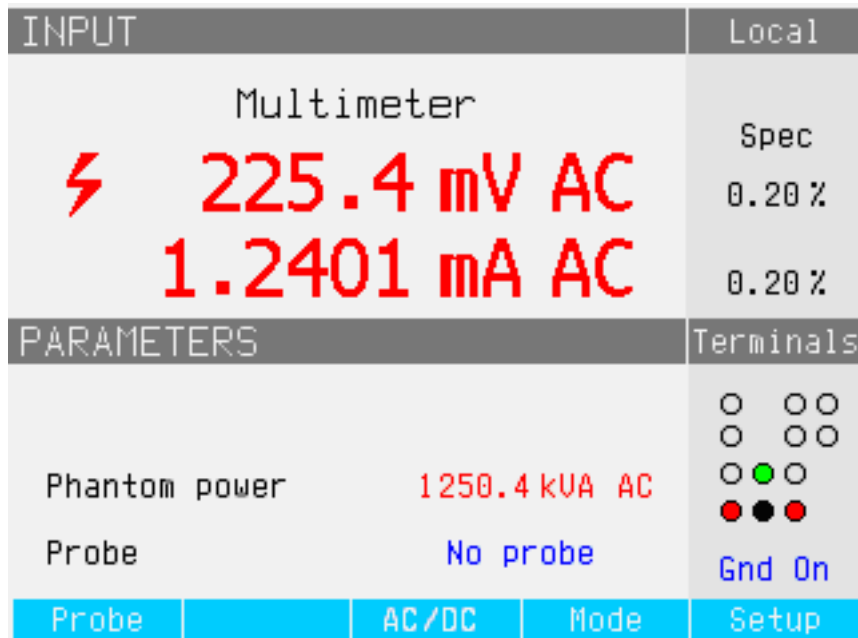 INPUT Local
Multimeter
Spec
225.4 mV AC 0.20 %
1.2401 mA AC 0.20 %
PARAMETERS Terminals
Phantom power 1250.4 kVA AC
Probe No probe
Gnd On
Probe AC/DC Mode Setup